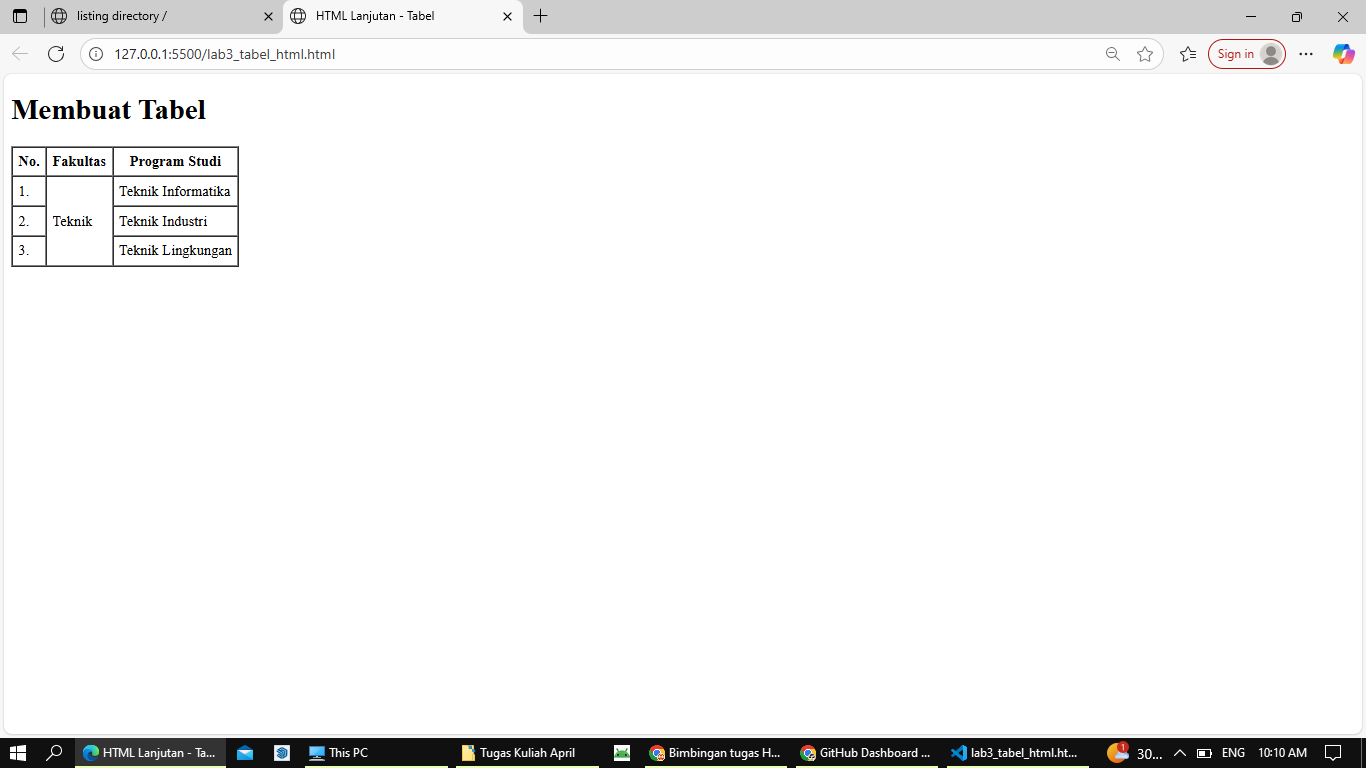 listing directory /
HTML Lanjutan - Tabel
127.0.0.1:5500/lab3_tabel_html.html
Sign in
Membuat Tabel
No. Fakultas Program Studi
1. Teknik Informatika
2. Teknik Teknik Industri
3. Teknik Lingkungan
HTML Lanjutan - Ta... This PC Tugas Kuliah April Bimbingan tugas H... GitHub Dashboard ... lab3_tabel_html.ht... 1 30... ENG 10:10 AM